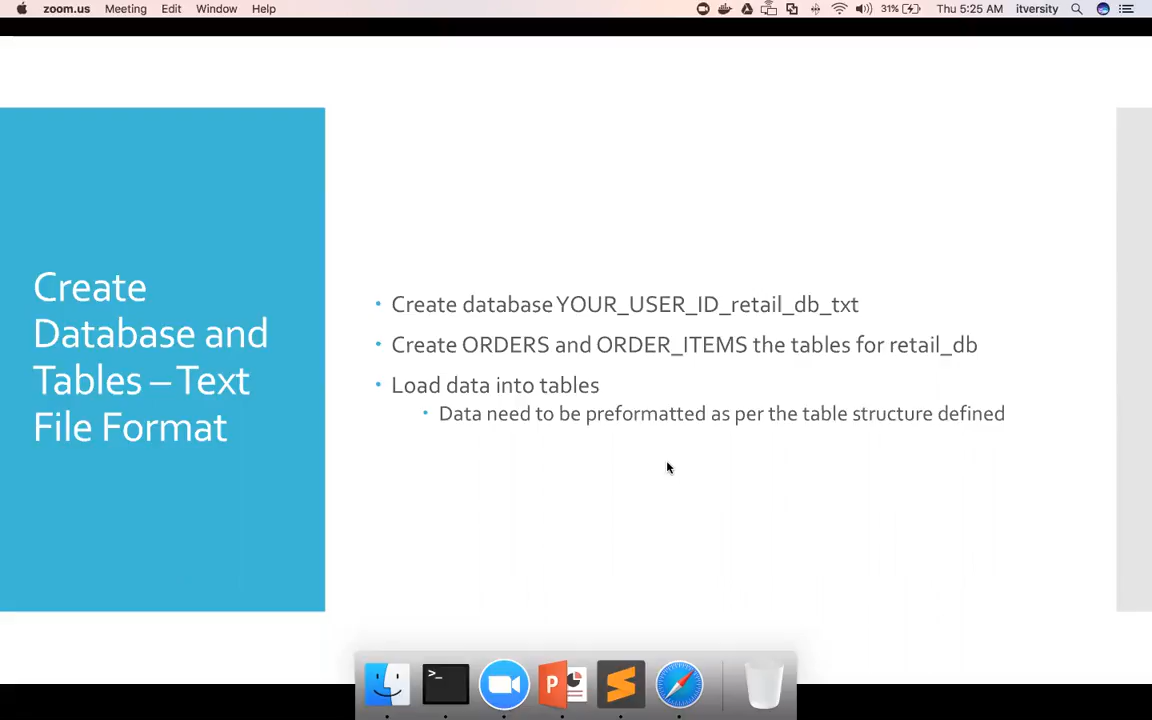 zoom.us Meeting Edit Window Help 31% Thu 5:25 AM itversity
Create
Database and
Tables – Text
File Format
• Create database YOUR_USER_ID_retail_db_txt
• Create ORDERS and ORDER_ITEMS the tables for retail_db
• Load data into tables
• Data need to be preformatted as per the table structure defined